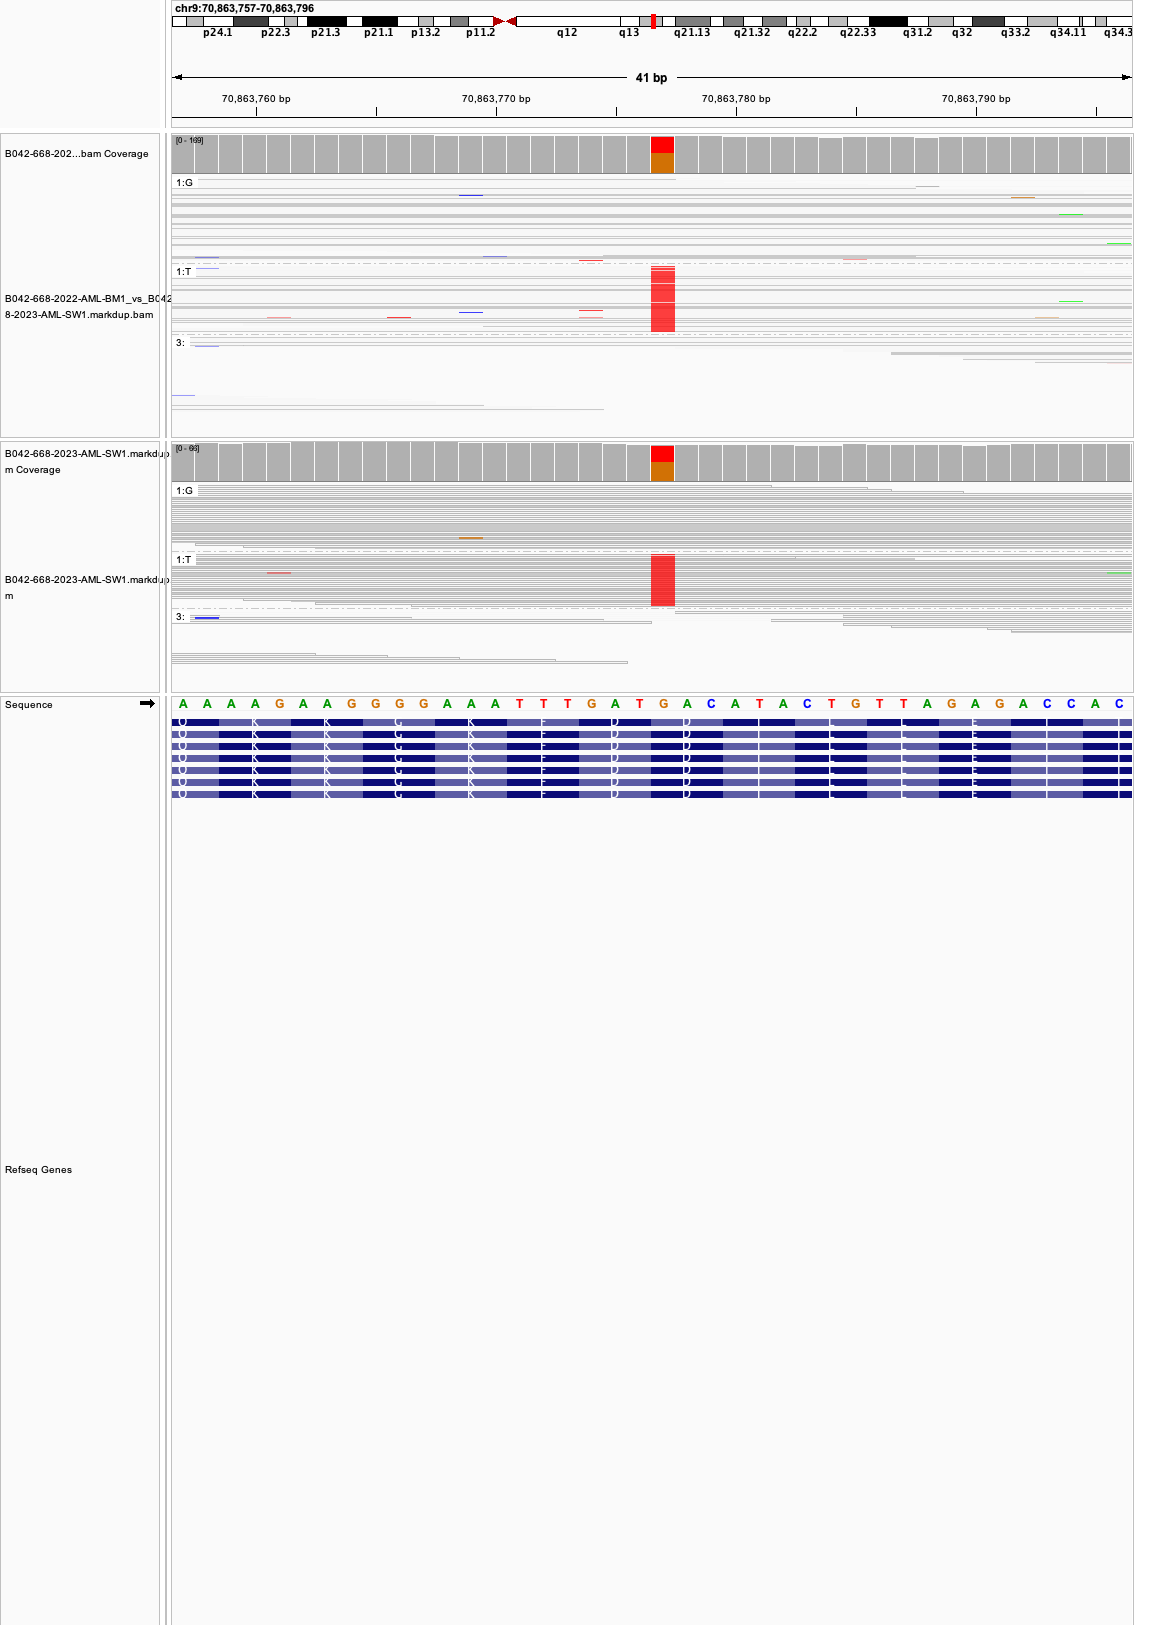 chr9:70,863,757-70,863,796
p24.1 p22.3 p21.3 p21.1 p13.2 p11.2 q12 q13 q21.13 q21.32 q22.2 q22.33 q31.2 q32 q33.2 q34.11 q34.3
41 bp
70,863,760 bp 70,863,770 bp 70,863,780 bp 70,863,790 bp
[0 - 169]
B042-668-202...bam Coverage
1:G
1:T
B042-668-2022-AML-BM1_vs_B042
8-2023-AML-SW1.markdup.bam
3:
[0 - 66]
B042-668-2023-AML-SW1.markdup
m Coverage
1:G
1:T
B042-668-2023-AML-SW1.markdup
m
3:
Sequence
A A A A G A A G G G G A A A T T T G A T G A C A T A C T G T T A G A G A C C A C
K K G K F D D I L L E
K K G K F D D I L L E
K K G K F D D I L L E
K K G K F D D I L L E
K K G K F D D I L L E
K K G K F D D I L L E
K K G K F D D I L L E
Refseq Genes